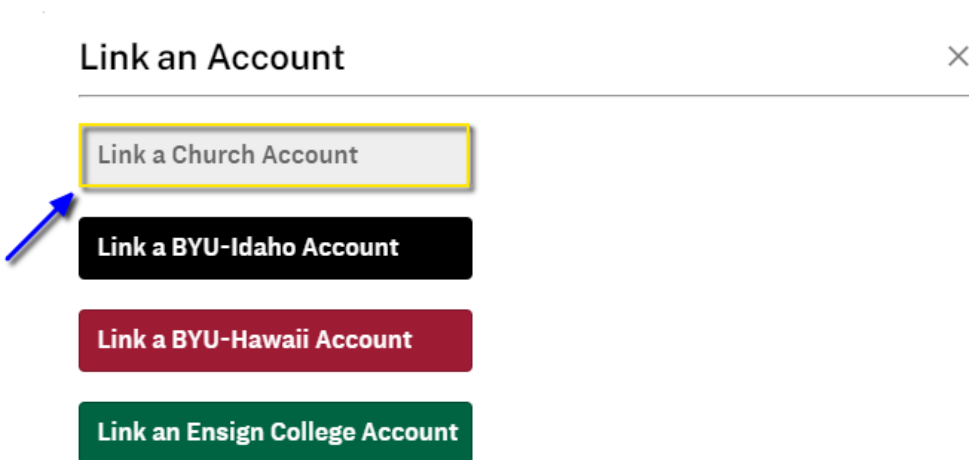 Link an Account
Link a Church Account
Link a BYU-Idaho Account
Link a BYU-Hawaii Account
Link an Ensign College Account